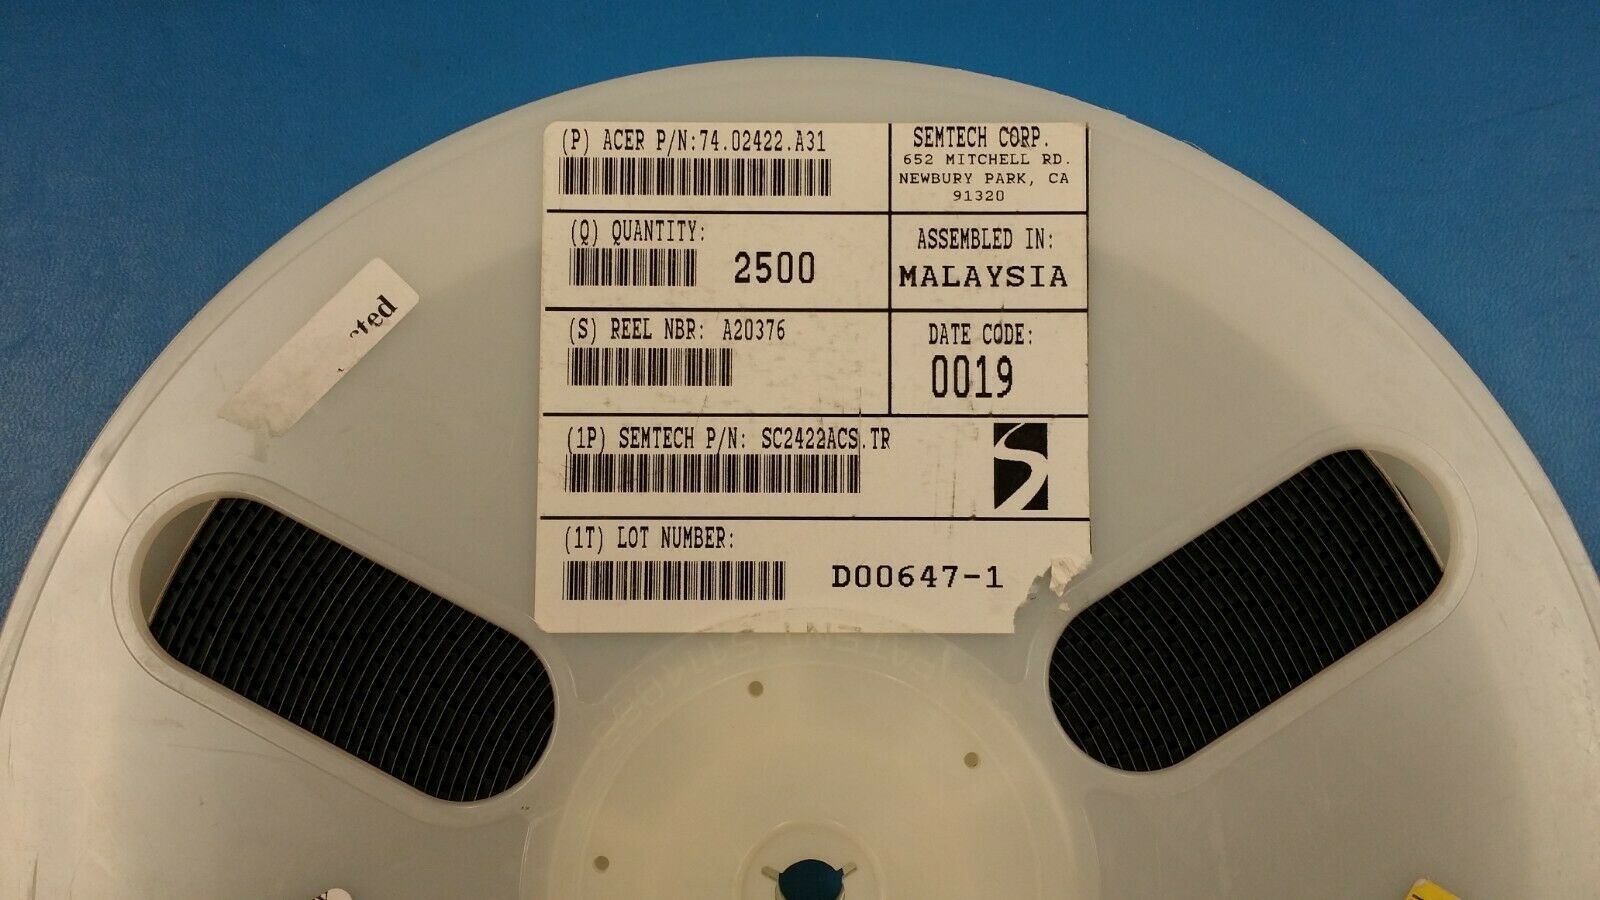 (P) ACER P/N:74.02422.A31
SEMTECH CORP.
652 MITCHELL RD.
NEWBURY PARK, CA
91320
(Q) QUANTITY:
2500
ASSEMBLED IN:
MALAYSIA
(S) REEL NBR: A20376
DATE CODE:
0019
(1P) SEMTECH P/N: SC2422ACS.TR
(1T) LOT NUMBER:
D00647-1